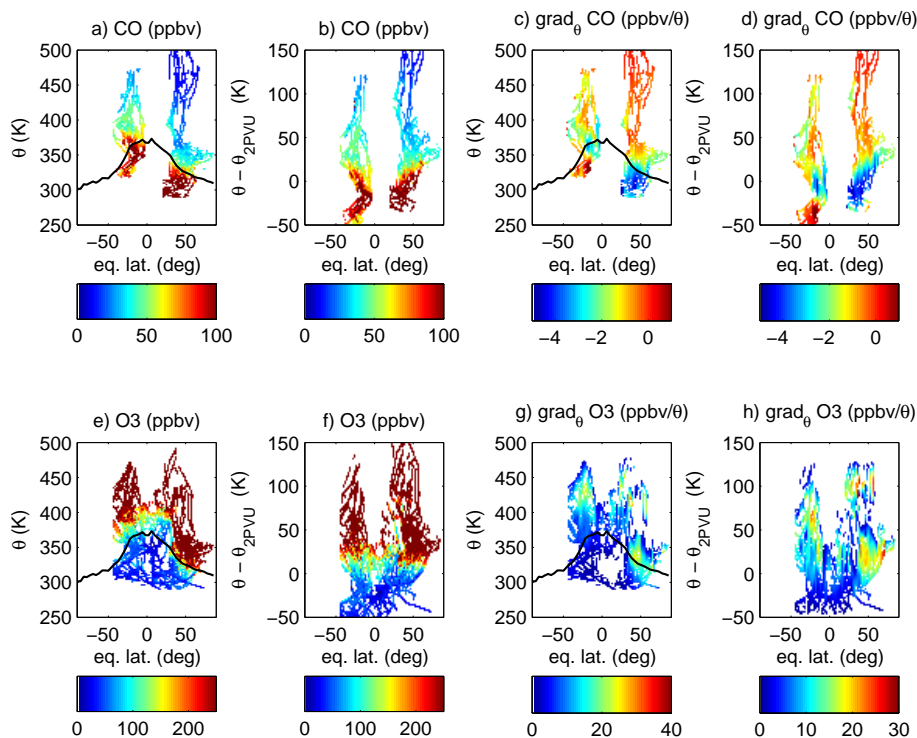 a) CO (ppbv)
b) CO (ppbv)
c) grad_θ CO (ppbv/θ)
d) grad_θ CO (ppbv/θ)
500
450
400
350
300
250
θ (K)
−50 0 50
eq. lat. (deg)
0 50 100
150
100
50
0
−50
θ − θ_2PVU (K)
−50 0 50
eq. lat. (deg)
0 50 100
500
450
400
350
300
250
θ (K)
−50 0 50
eq. lat. (deg)
−4 −2 0
150
100
50
0
−50
θ − θ_2PVU (K)
−50 0 50
eq. lat. (deg)
−4 −2 0
e) O3 (ppbv)
f) O3 (ppbv)
g) grad_θ O3 (ppbv/θ)
h) grad_θ O3 (ppbv/θ)
500
450
400
350
300
250
θ (K)
−50 0 50
eq. lat. (deg)
0 100 200
150
100
50
0
−50
θ − θ_2PVU (K)
−50 0 50
eq. lat. (deg)
0 100 200
500
450
400
350
300
250
θ (K)
−50 0 50
eq. lat. (deg)
0 20 40
150
100
50
0
−50
θ − θ_2PVU (K)
−50 0 50
eq. lat. (deg)
0 10 20 30